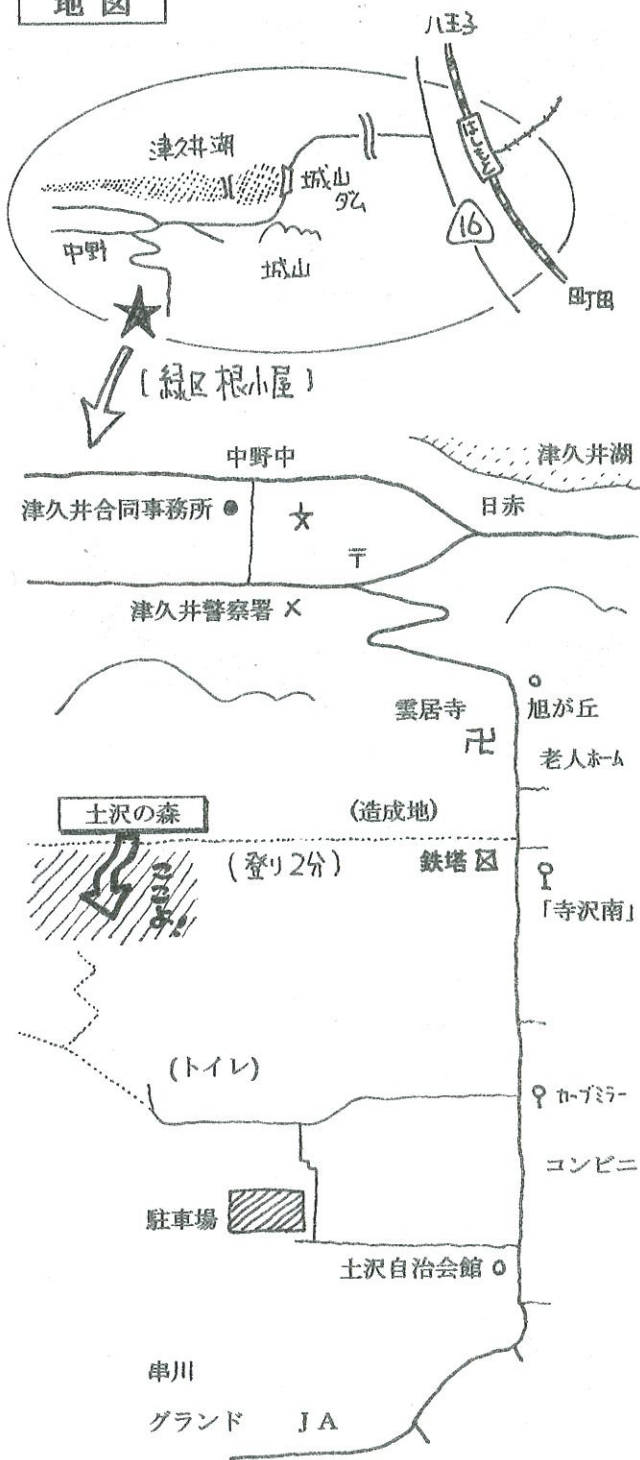 地図
八王子
はしもと
津久井湖
城山
ダム
16
中野
城山
町田
(緑区根小屋)
中野中
津久井湖
津久井合同事務所
日赤
〒
津久井警察署 X
雲居寺
旭が丘
卍
老人ホーム
土沢の森
(造成地)
(登り2分)
鉄塔
ここよ!
「寺沢南」
(トイレ)
カーブミラー
コンビニ
駐車場
土沢自治会館
串川
グランド JA